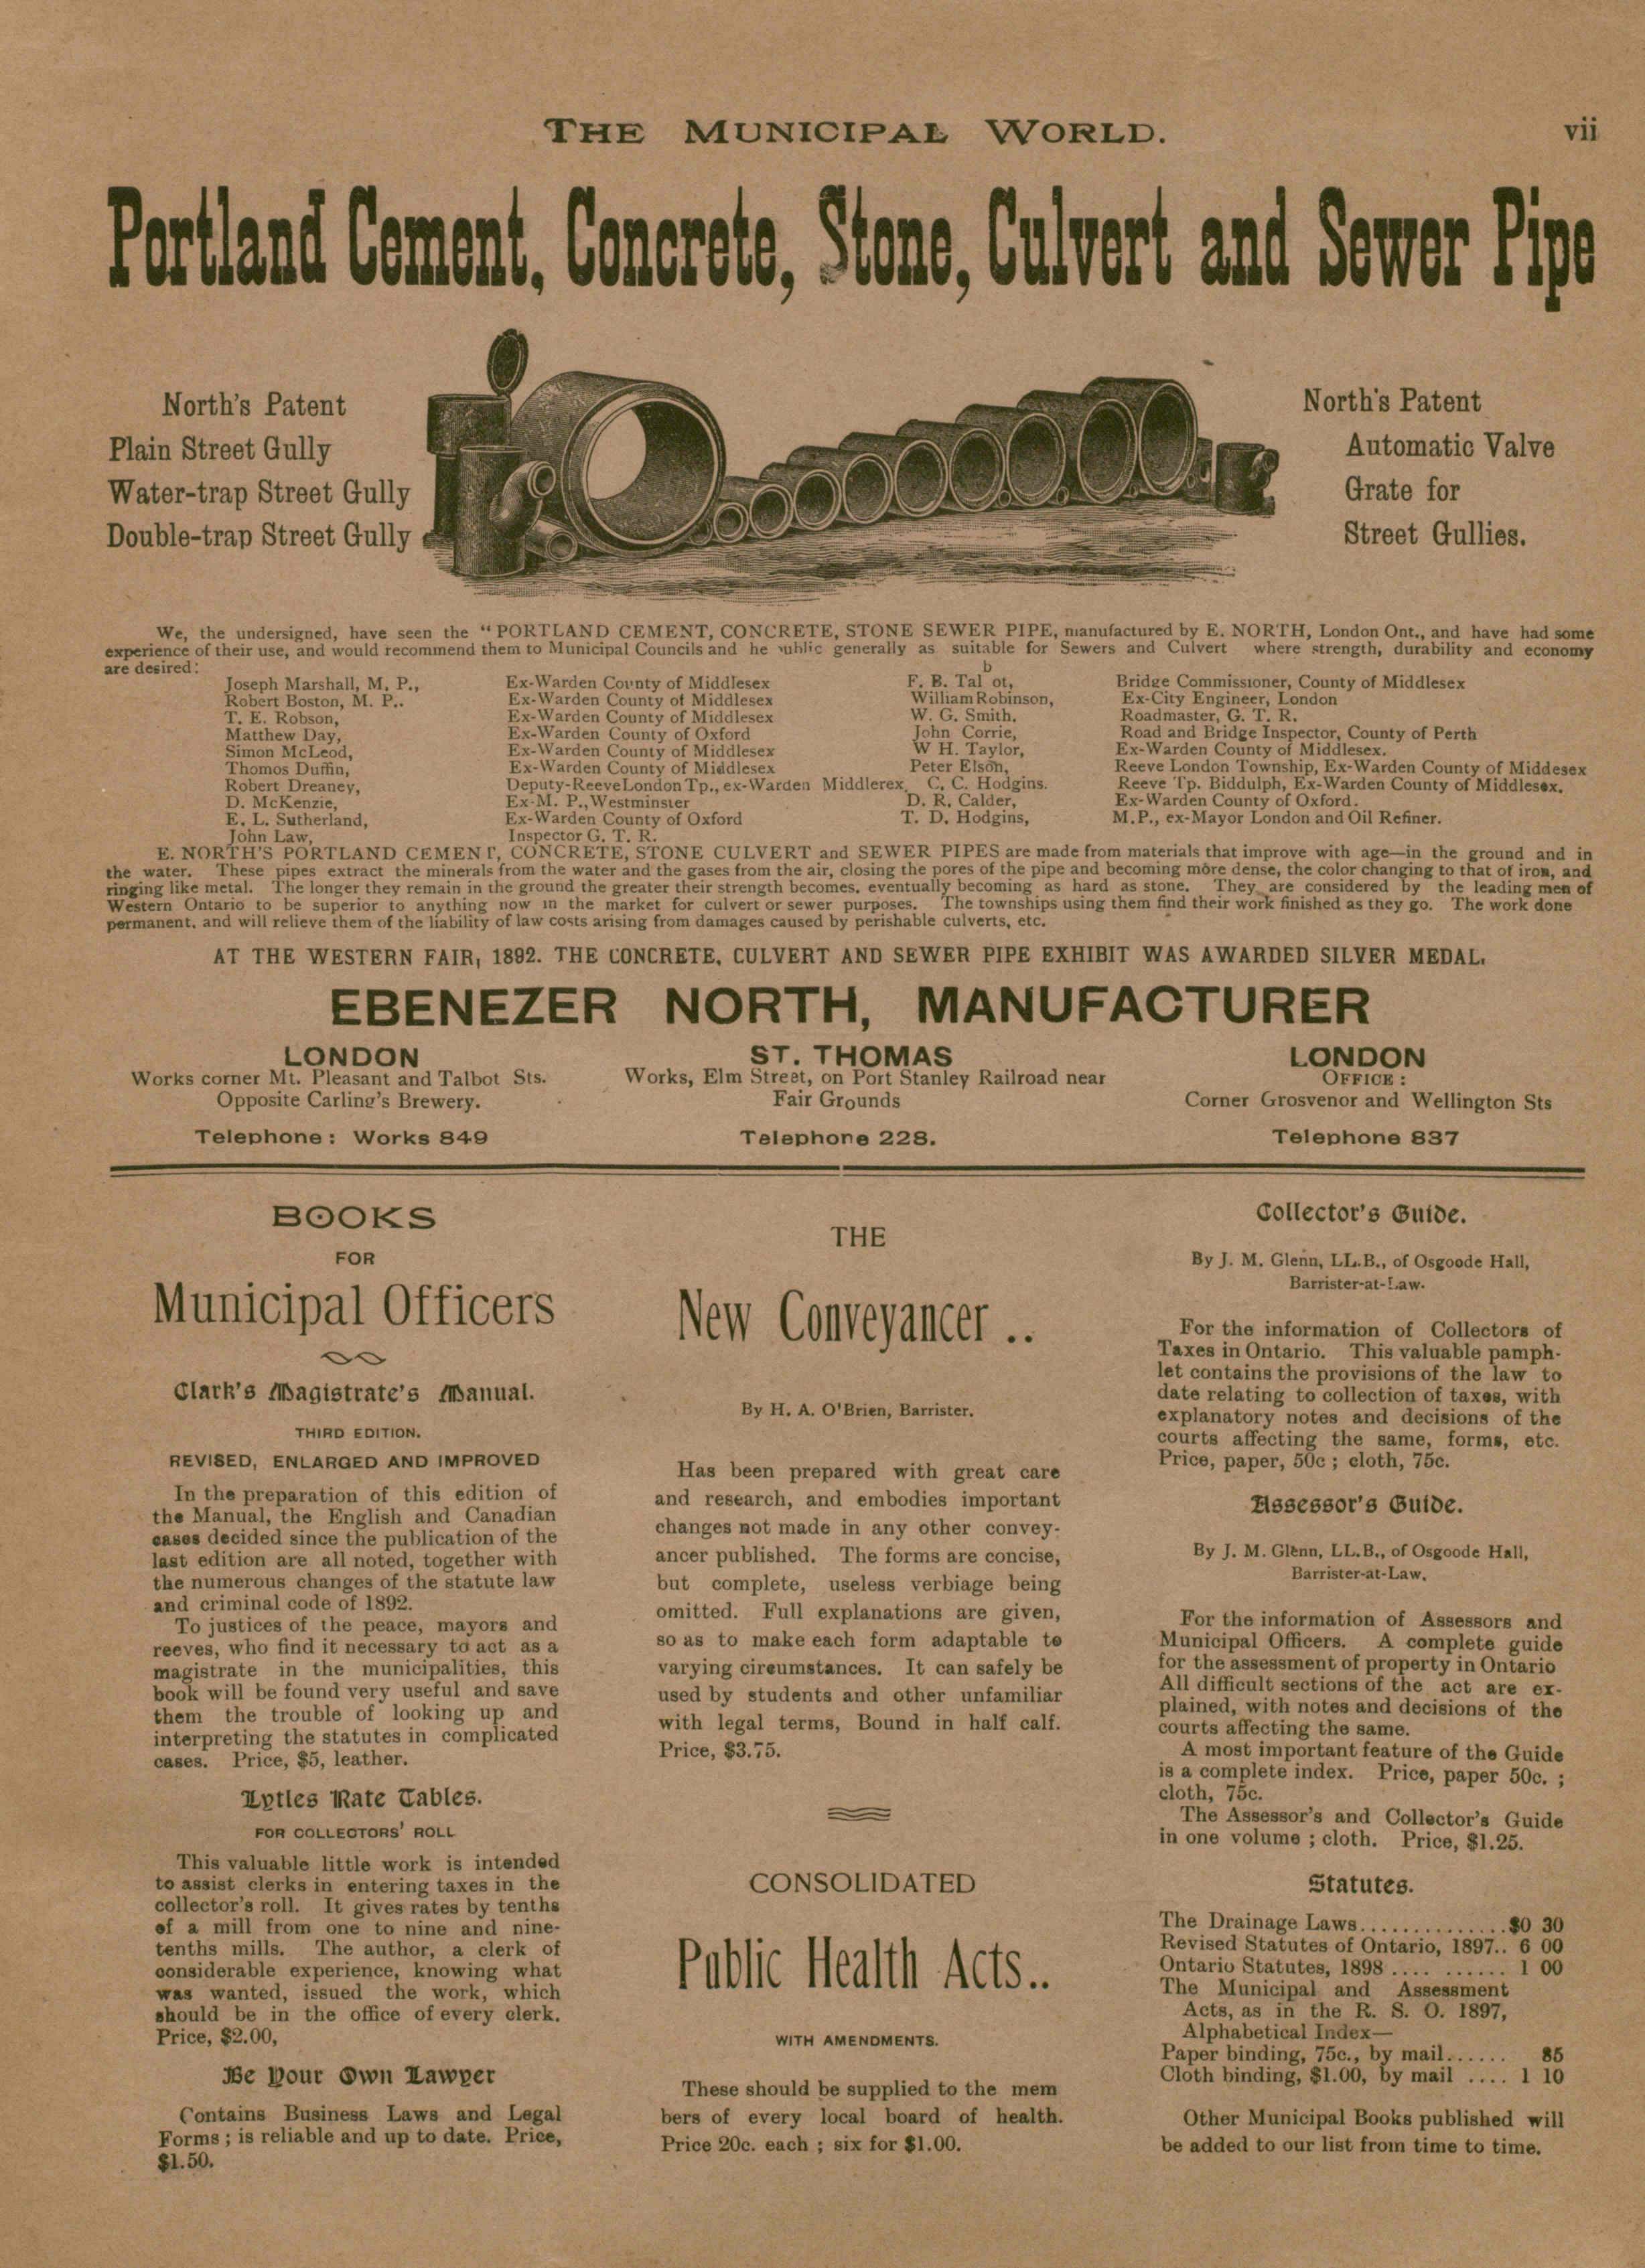 THE MUNICIPAL WORLD.
vii
Portland Cement, Concrete, Stone, Culvert and Sewer Pipe
North's Patent
Plain Street Gully
Water-trap Street Gully
Double-trap Street Gully
North's Patent
Automatic Valve
Grate for
Street Gullies.
We, the undersigned, have seen the "PORTLAND CEMENT, CONCRETE, STONE SEWER PIPE, manufactured by E. NORTH, London Ont., and have had some
experience of their use, and would recommend them to Municipal Councils and he ublic generally as suitable for Sewers and Culvert where strength, durability and economy
are desired:
Joseph Marshall, M, P., Ex-Warden County of Middlesex
Robert Boston, M. P.. Ex-Warden County of Middlesex
T. E. Robson, Ex-Warden County of Middlesex
Matthew Day, Ex-Warden County of Oxford
Simon McLeod, Ex-Warden County of Middlesex
Thomos Duffin, Ex-Warden County of Middlesex
Robert Dreaney, Deputy-Reeve London Tp., ex-Warden Middlerex
D. McKenzie, Ex-M. P., Westminster
E. L. Sutherland, Ex-Warden County of Oxford
John Law, Inspector G. T. R.
b
F. B. Tal ot, Bridge Commissioner, County of Middlesex
William Robinson, Ex-City Engineer, London
W. G. Smith. Roadmaster, G. T. R.
John Corrie, Road and Bridge Inspector, County of Perth
W H. Taylor, Ex-Warden County of Middlesex.
Peter Elson, Reeve London Township, Ex-Warden County of Middesex
C. C. Hodgins. Reeve Tp. Biddulph, Ex-Warden County of Middlesex.
D. R. Calder, Ex-Warden County of Oxford.
T. D. Hodgins, M.P., ex-Mayor London and Oil Refiner.
E. NORTH'S PORTLAND CEMENT, CONCRETE, STONE CULVERT and SEWER PIPES are made from materials that improve with age—in the ground and in
the water. These pipes extract the minerals from the water and the gases from the air, closing the pores of the pipe and becoming more dense, the color changing to that of iron, and
ringing like metal. The longer they remain in the ground the greater their strength becomes. eventually becoming as hard as stone. They are considered by the leading men of
Western Ontario to be superior to anything now in the market for culvert or sewer purposes. The townships using them find their work finished as they go. The work done
permanent, and will relieve them of the liability of law costs arising from damages caused by perishable culverts, etc.
AT THE WESTERN FAIR, 1892. THE CONCRETE, CULVERT AND SEWER PIPE EXHIBIT WAS AWARDED SILVER MEDAL.
EBENEZER NORTH, MANUFACTURER
LONDON
Works corner Mt. Pleasant and Talbot Sts.
Opposite Carling's Brewery.
Telephone: Works 849
ST. THOMAS
Works, Elm Street, on Port Stanley Railroad near
Fair Grounds
Telephone 228.
LONDON
OFFICE:
Corner Grosvenor and Wellington Sts
Telephone 837
BOOKS
FOR
Municipal Officers
Clark's Magistrate's Manual.
THIRD EDITION.
REVISED, ENLARGED AND IMPROVED
In the preparation of this edition of
the Manual, the English and Canadian
cases decided since the publication of the
last edition are all noted, together with
the numerous changes of the statute law
and criminal code of 1892.
To justices of the peace, mayors and
reeves, who find it necessary to act as a
magistrate in the municipalities, this
book will be found very useful and save
them the trouble of looking up and
interpreting the statutes in complicated
cases. Price, $5, leather.
Lytles Rate Tables.
FOR COLLECTORS' ROLL
This valuable little work is intended
to assist clerks in entering taxes in the
collector's roll. It gives rates by tenths
of a mill from one to nine and nine-
tenths mills. The author, a clerk of
considerable experience, knowing what
was wanted, issued the work, which
should be in the office of every clerk.
Price, $2.00,
Be Your Own Lawyer
Contains Business Laws and Legal
Forms; is reliable and up to date. Price,
$1.50.
THE
New Conveyancer ..
By H. A. O'Brien, Barrister.
Has been prepared with great care
and research, and embodies important
changes not made in any other convey-
ancer published. The forms are concise,
but complete, useless verbiage being
omitted. Full explanations are given,
so as to make each form adaptable to
varying circumstances. It can safely be
used by students and other unfamiliar
with legal terms, Bound in half calf.
Price, $3.75.
CONSOLIDATED
Public Health Acts..
WITH AMENDMENTS.
These should be supplied to the mem
bers of every local board of health.
Price 20c. each; six for $1.00.
Collector's Guide.
By J. M. Glenn, LL.B., of Osgoode Hall,
Barrister-at-Law.
For the information of Collectors of
Taxes in Ontario. This valuable pamph-
let contains the provisions of the law to
date relating to collection of taxes, with
explanatory notes and decisions of the
courts affecting the same, forms, etc.
Price, paper, 50c; cloth, 75c.
Assessor's Guide.
By J. M. Glenn, LL.B., of Osgoode Hall,
Barrister-at-Law.
For the information of Assessors and
Municipal Officers. A complete guide
for the assessment of property in Ontario
All difficult sections of the act are ex-
plained, with notes and decisions of the
courts affecting the same.
A most important feature of the Guide
is a complete index. Price, paper 50c. ;
cloth, 75c.
The Assessor's and Collector's Guide
in one volume; cloth. Price, $1.25.
Statutes.
The Drainage Laws...............$0 30
Revised Statutes of Ontario, 1897.. 6 00
Ontario Statutes, 1898 .... ...... 1 00
The Municipal and Assessment
Acts, as in the R. S. O. 1897,
Alphabetical Index—
Paper binding, 75c., by mail...... 85
Cloth binding, $1.00, by mail .... 1 10
Other Municipal Books published will
be added to our list from time to time.